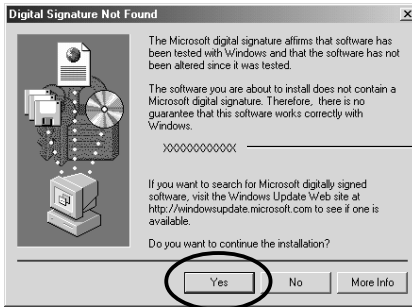 Digital Signature Not Found
The Microsoft digital signature affirms that software has
been tested with Windows and that the software has not
been altered since it was tested.
The software you are about to install does not contain a
Microsoft digital signature. Therefore, there is no
guarantee that this software works correctly with
Windows.
XXXXXXXXXXX
If you want to search for Microsoft digitally signed
software, visit the Windows Update Web site at
http://windowsupdate.microsoft.com to see if one is
available.
Do you want to continue the installation?
Yes No More Info